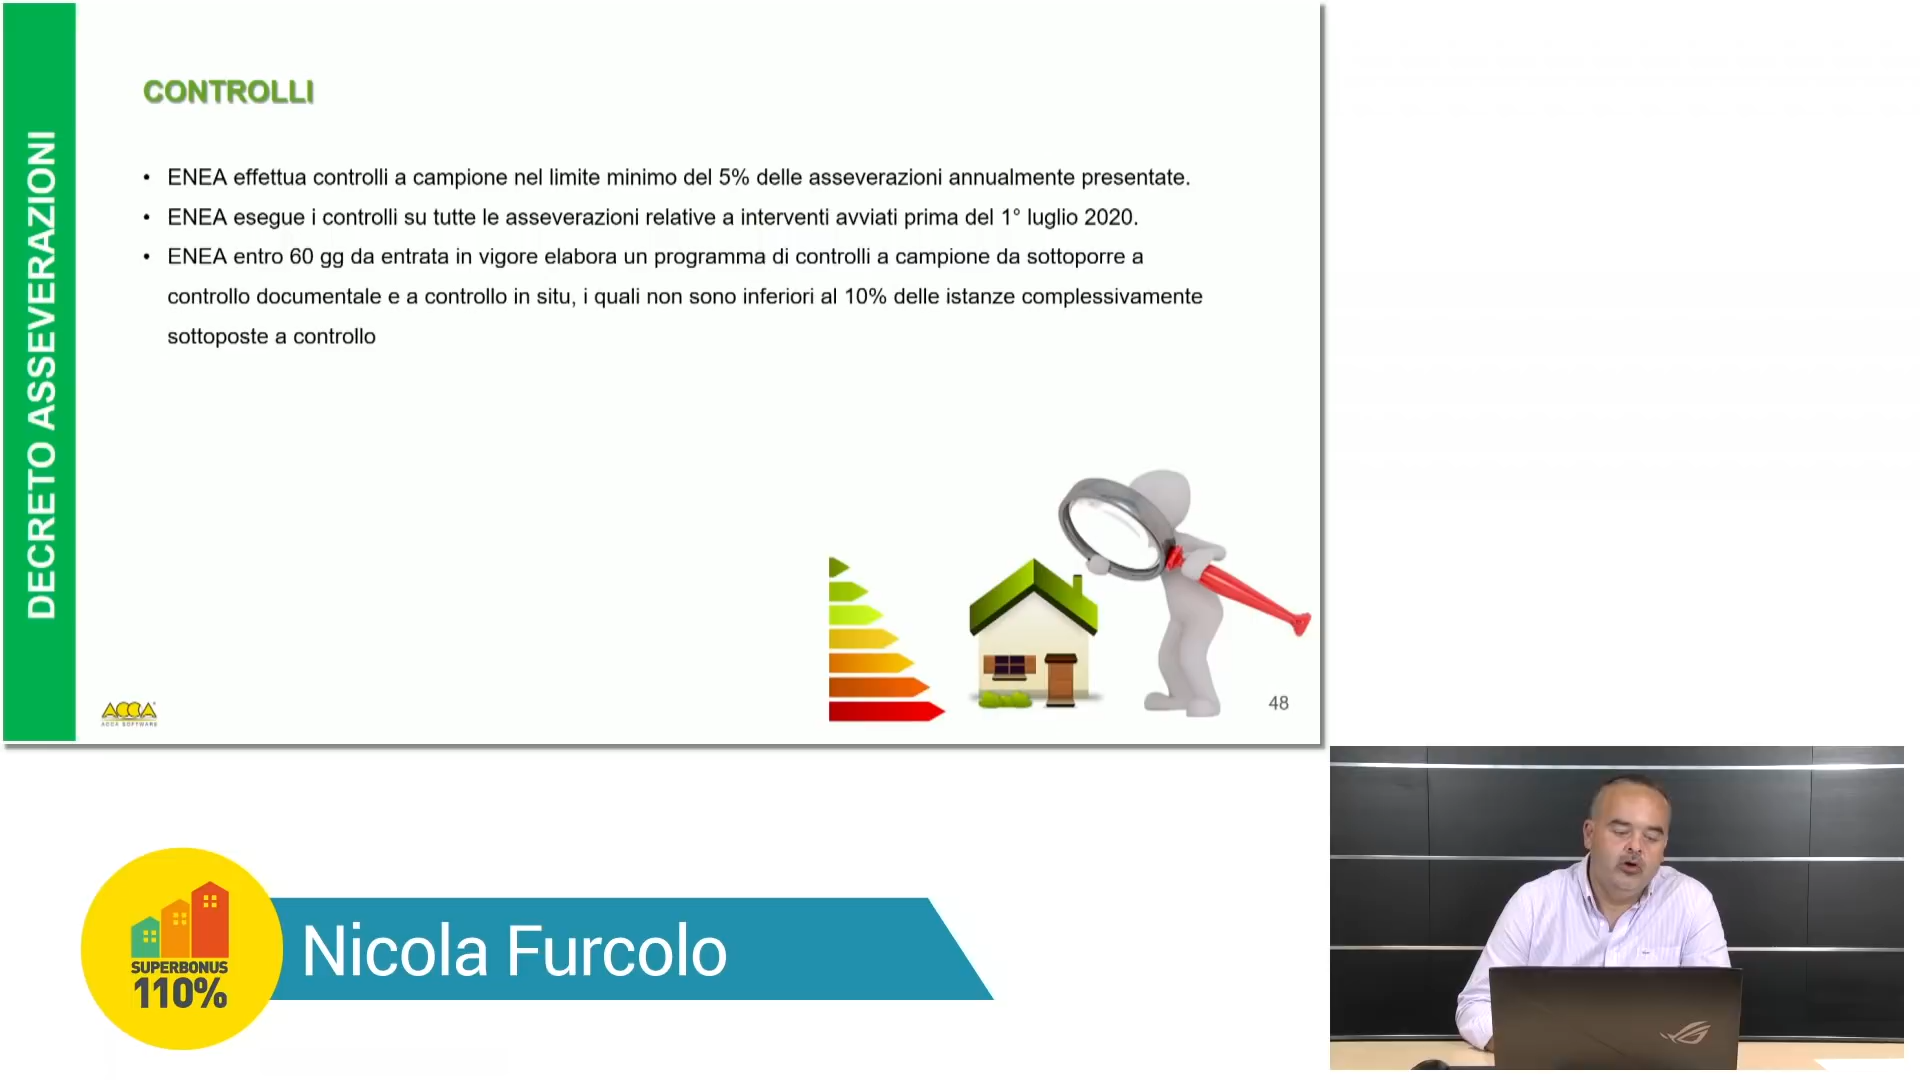 DECRETO ASSEVERAZIONI
CONTROLLI
• ENEA effettua controlli a campione nel limite minimo del 5% delle asseverazioni annualmente presentate.
• ENEA esegue i controlli su tutte le asseverazioni relative a interventi avviati prima del 1° luglio 2020.
• ENEA entro 60 gg da entrata in vigore elabora un programma di controlli a campione da sottoporre a
controllo documentale e a controllo in situ, i quali non sono inferiori al 10% delle istanze complessivamente
sottoposte a controllo
ACCA
ACCA SOFTWARE
48
SUPERBONUS
110%
Nicola Furcolo